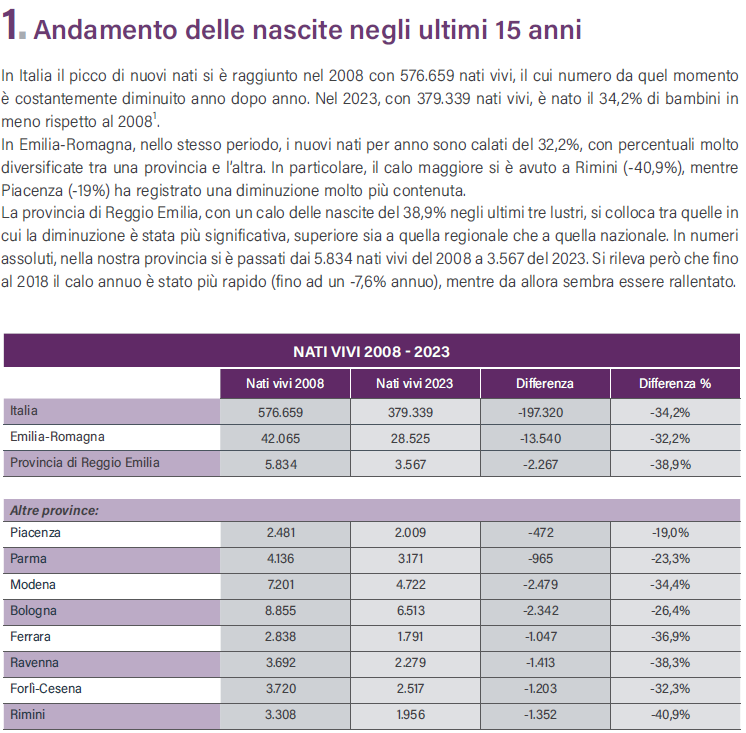 1. Andamento delle nascite negli ultimi 15 anni
In Italia il picco di nuovi nati si è raggiunto nel 2008 con 576.659 nati vivi, il cui numero da quel momento
è costantemente diminuito anno dopo anno. Nel 2023, con 379.339 nati vivi, è nato il 34,2% di bambini in
meno rispetto al 2008¹.
In Emilia-Romagna, nello stesso periodo, i nuovi nati per anno sono calati del 32,2%, con percentuali molto
diversificate tra una provincia e l'altra. In particolare, il calo maggiore si è avuto a Rimini (-40,9%), mentre
Piacenza (-19%) ha registrato una diminuzione molto più contenuta.
La provincia di Reggio Emilia, con un calo delle nascite del 38,9% negli ultimi tre lustri, si colloca tra quelle in
cui la diminuzione è stata più significativa, superiore sia a quella regionale che a quella nazionale. In numeri
assoluti, nella nostra provincia si è passati dai 5.834 nati vivi del 2008 a 3.567 del 2023. Si rileva però che fino
al 2018 il calo annuo è stato più rapido (fino ad un -7,6% annuo), mentre da allora sembra essere rallentato.
NATI VIVI 2008 - 2023
Nati vivi 2008 Nati vivi 2023 Differenza Differenza %
Italia 576.659 379.339 -197.320 -34,2%
Emilia-Romagna 42.065 28.525 -13.540 -32,2%
Provincia di Reggio Emilia 5.834 3.567 -2.267 -38,9%
Altre province:
Piacenza 2.481 2.009 -472 -19,0%
Parma 4.136 3.171 -965 -23,3%
Modena 7.201 4.722 -2.479 -34,4%
Bologna 8.855 6.513 -2.342 -26,4%
Ferrara 2.838 1.791 -1.047 -36,9%
Ravenna 3.692 2.279 -1.413 -38,3%
Forlì-Cesena 3.720 2.517 -1.203 -32,3%
Rimini 3.308 1.956 -1.352 -40,9%